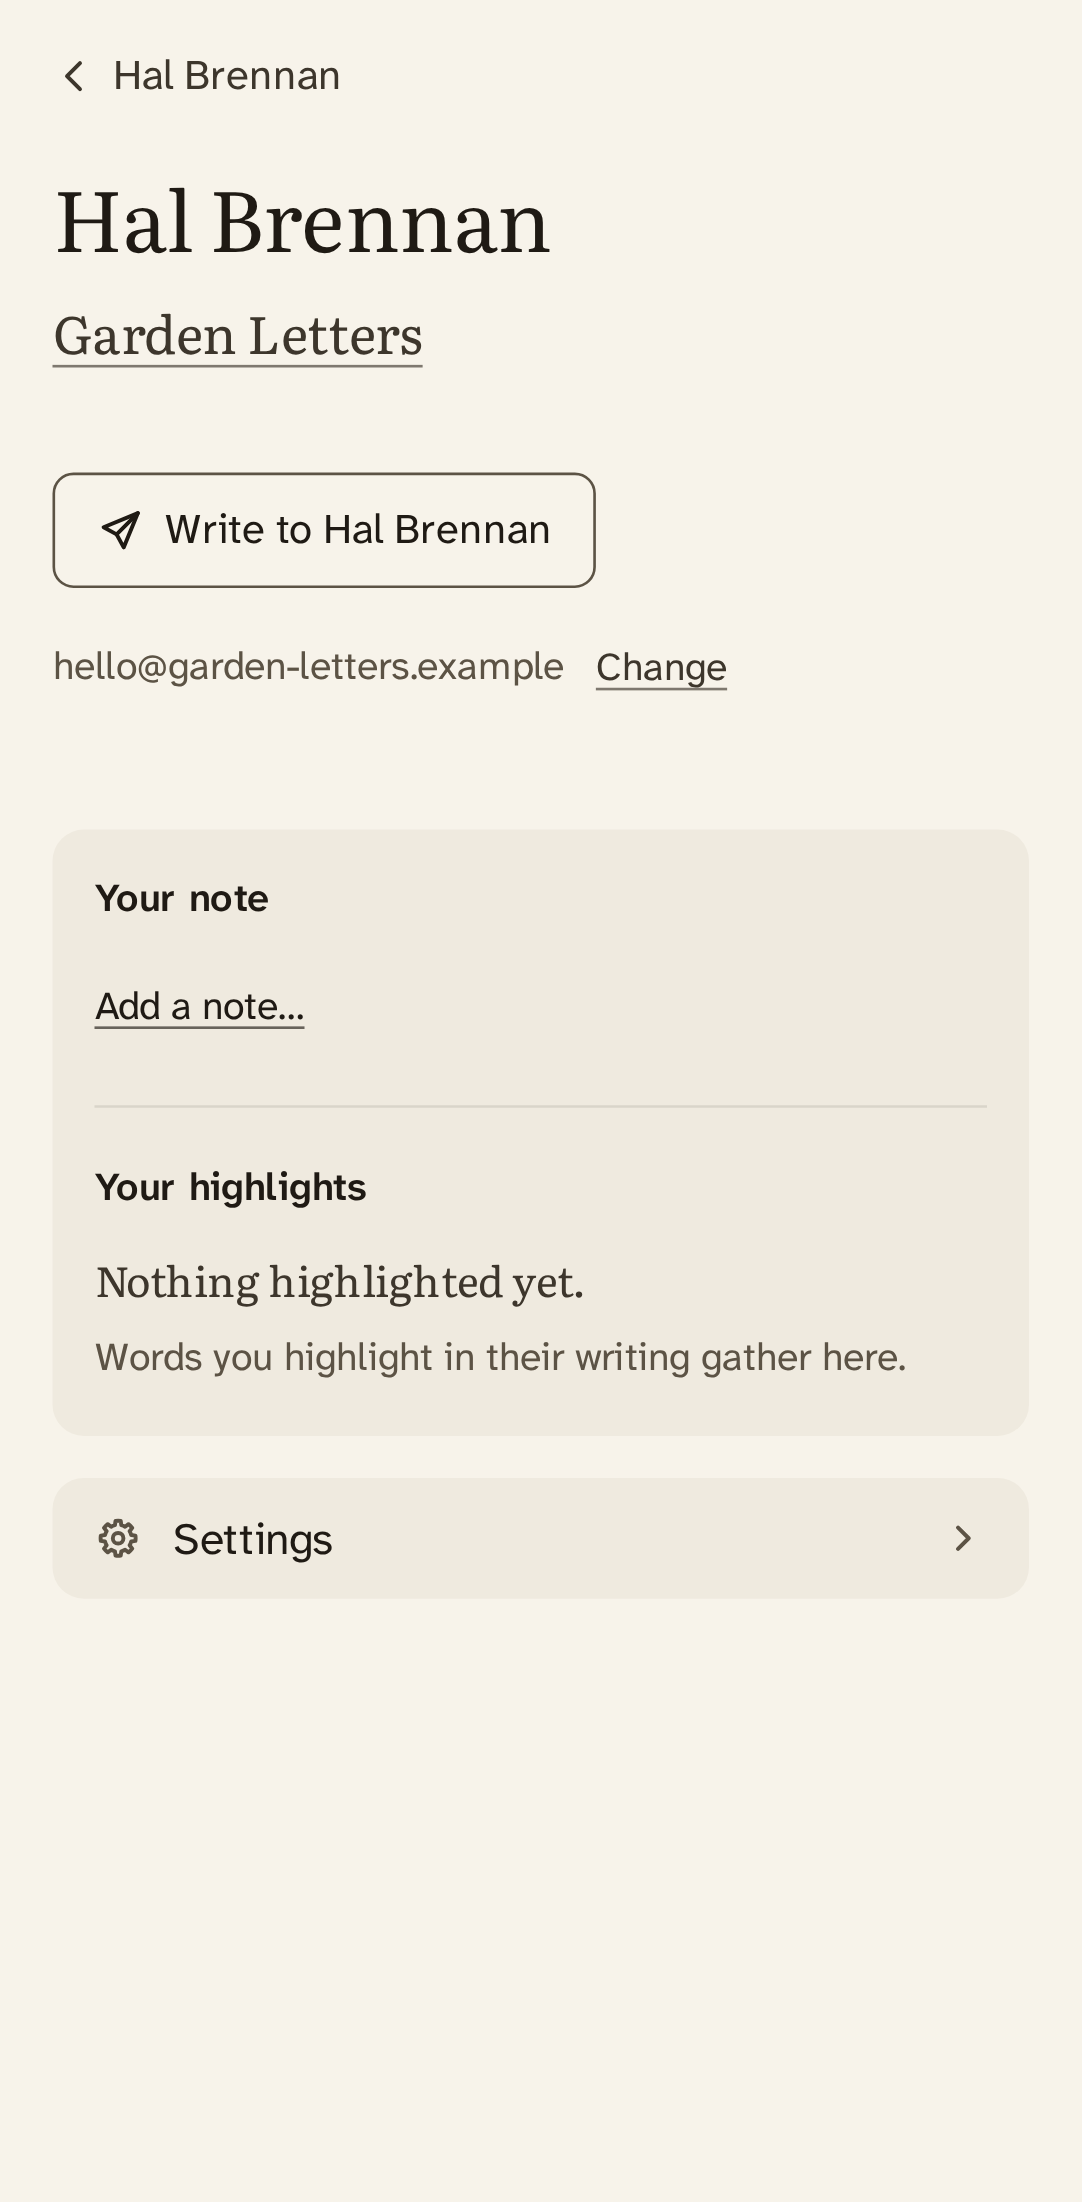 Hal Brennan
Hal Brennan
Garden Letters
Write to Hal Brennan
hello@garden-letters.example Change
Your note
Add a note...
Your highlights
Nothing highlighted yet.
Words you highlight in their writing gather here.
Settings